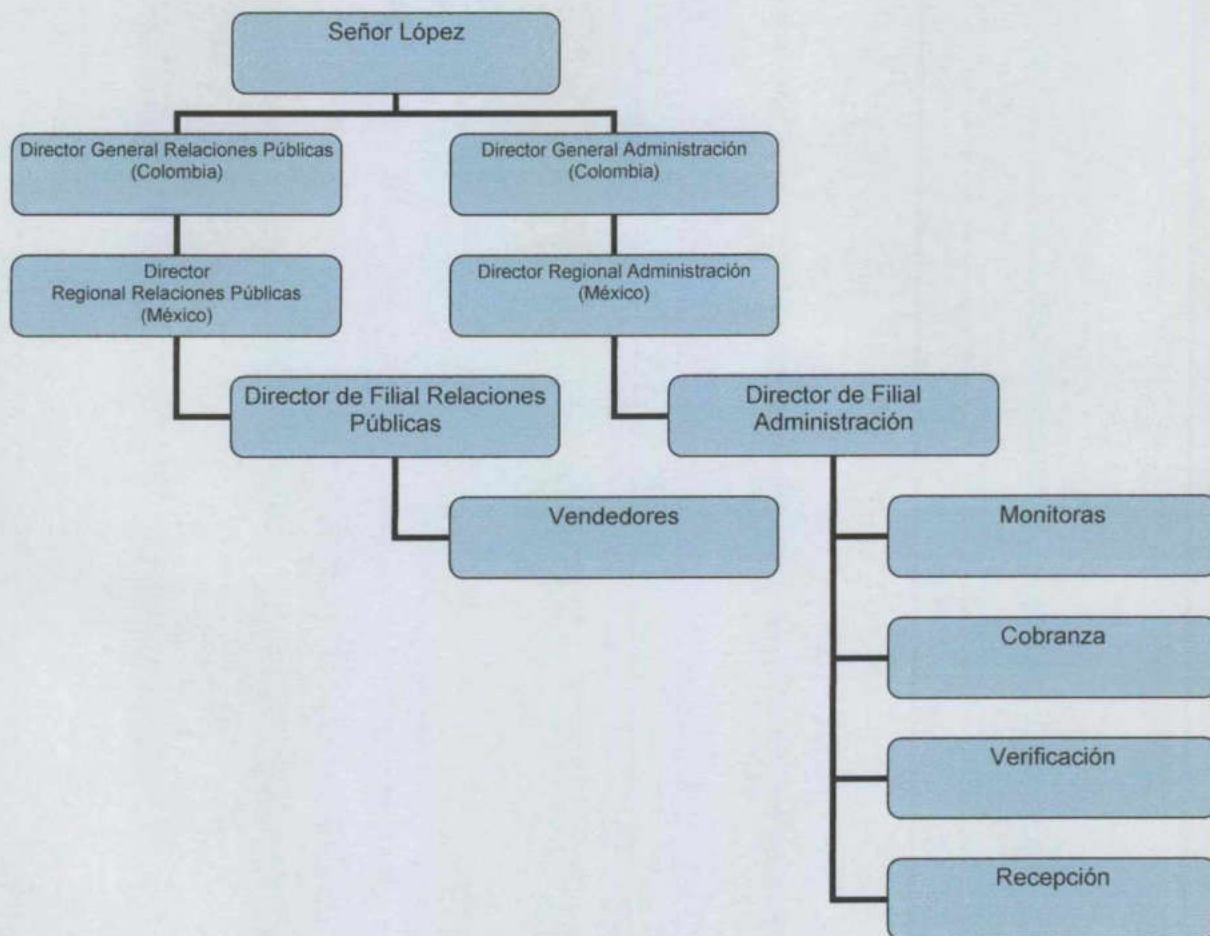 Señor López
Director General Relaciones Públicas
(Colombia)
Director General Administración
(Colombia)
Director
Regional Relaciones Públicas
(México)
Director Regional Administración
(México)
Director de Filial Relaciones
Públicas
Director de Filial
Administración
Vendedores
Monitoras
Cobranza
Verificación
Recepción